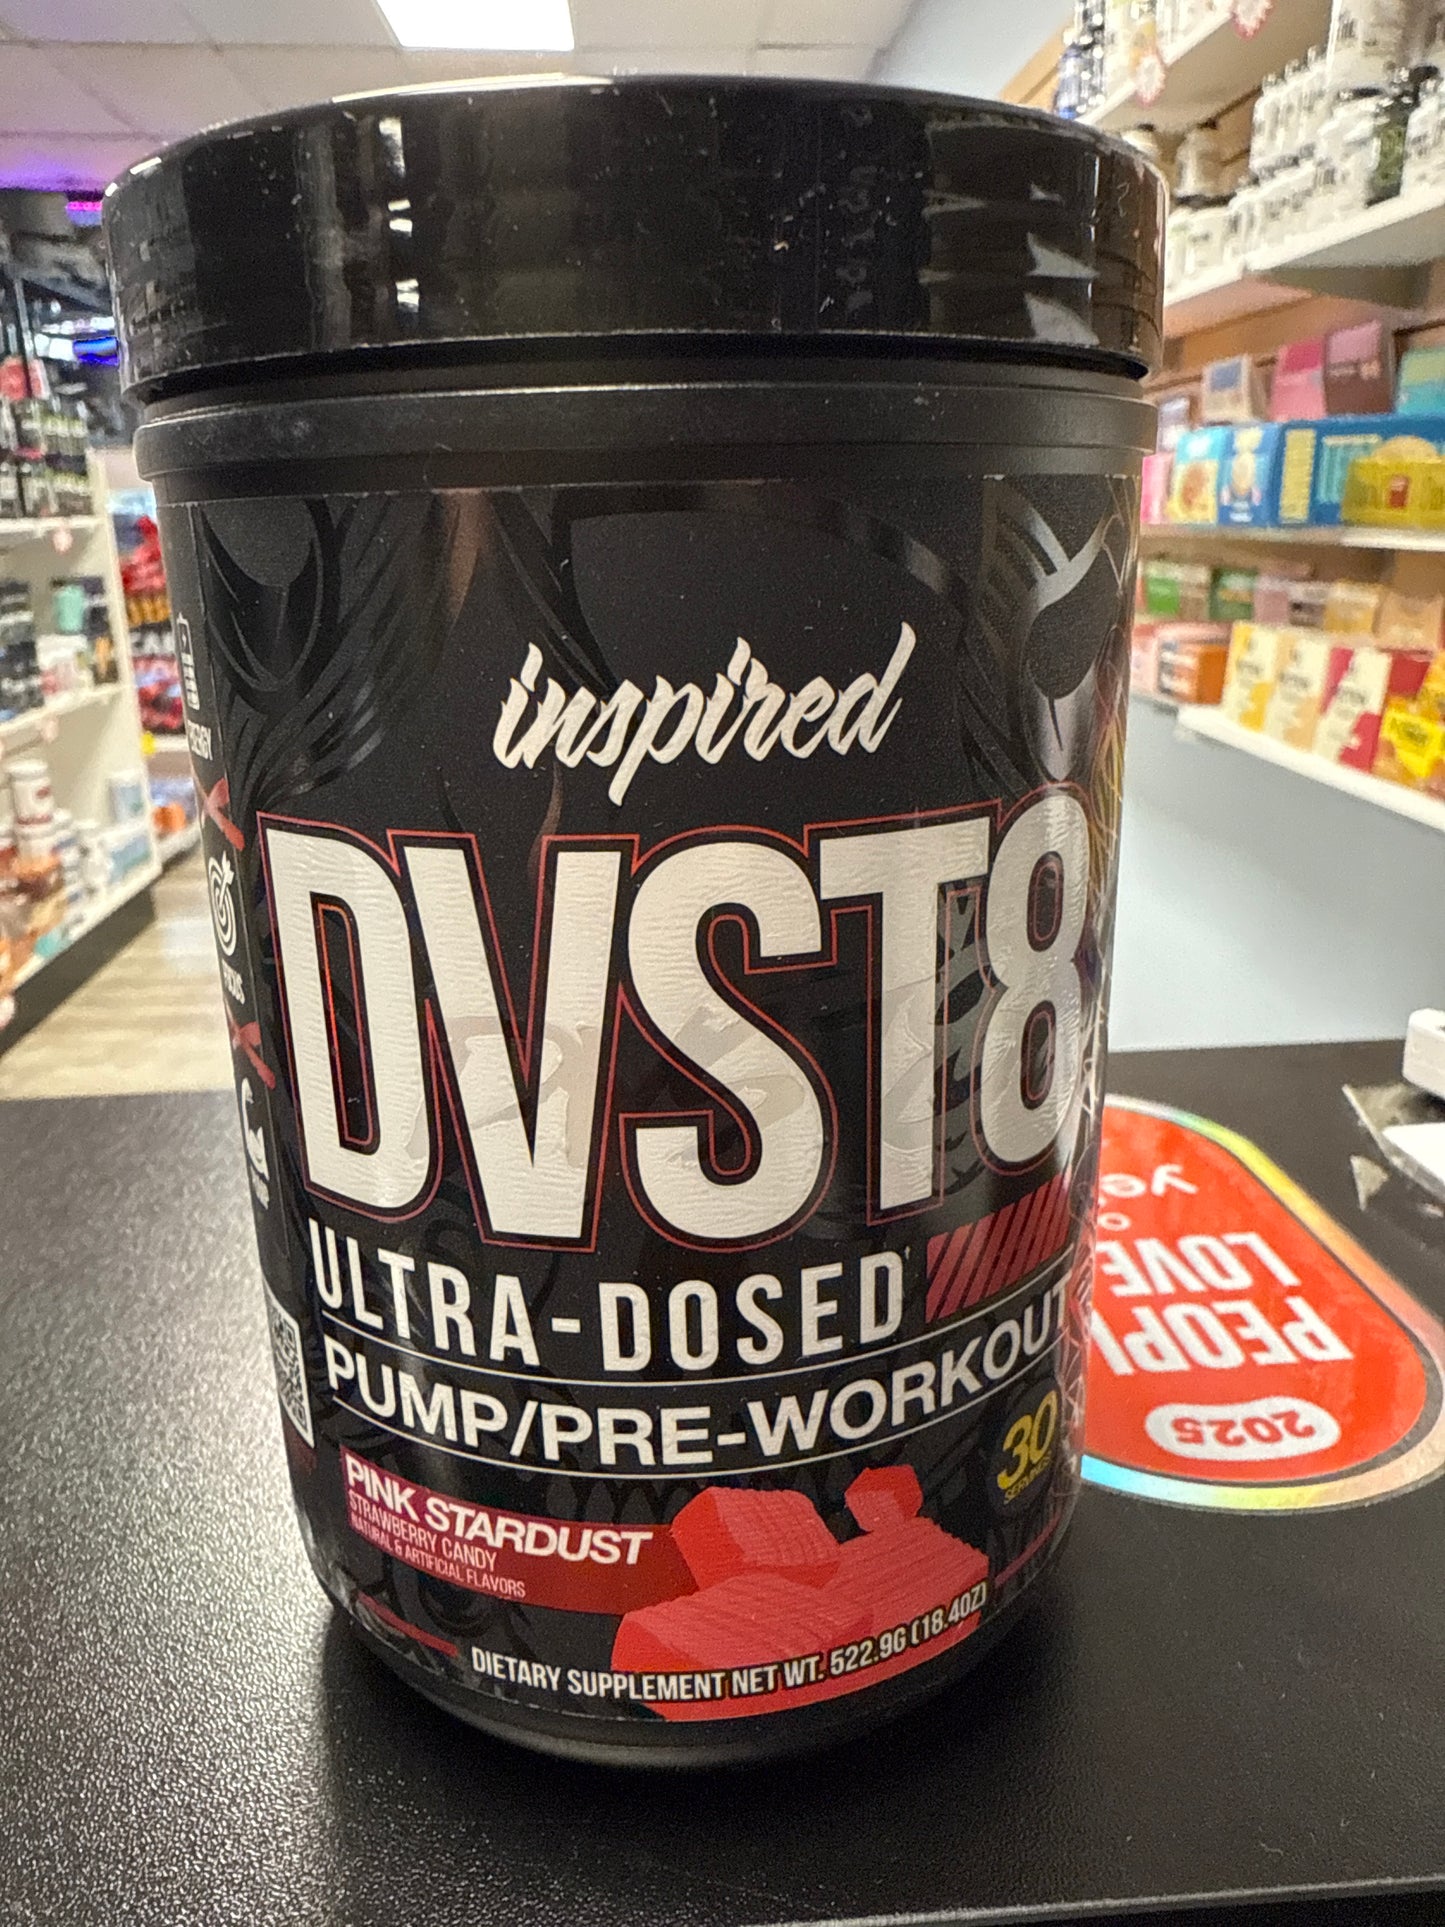 inspired
DVST8
ULTRA-DOSED†
PUMP/PRE-WORKOUT
30
SERVINGS
PINK STARDUST
STRAWBERRY CANDY
NATURAL & ARTIFICIAL FLAVORS
DIETARY SUPPLEMENT NET WT. 522.9G (18.4OZ)
LOVE
2025